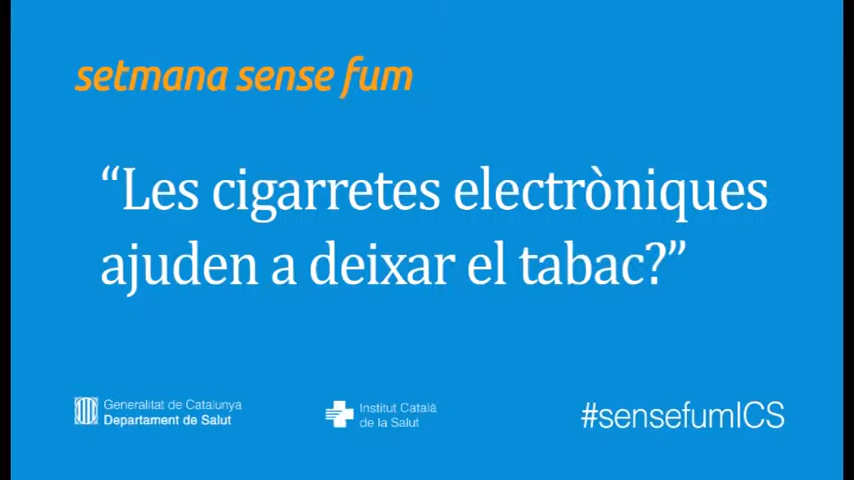 setmana sense fum
“Les cigarretes electròniques
ajuden a deixar el tabac?”
Generalitat de Catalunya
Departament de Salut
Institut Català
de la Salut
#sensefumICS